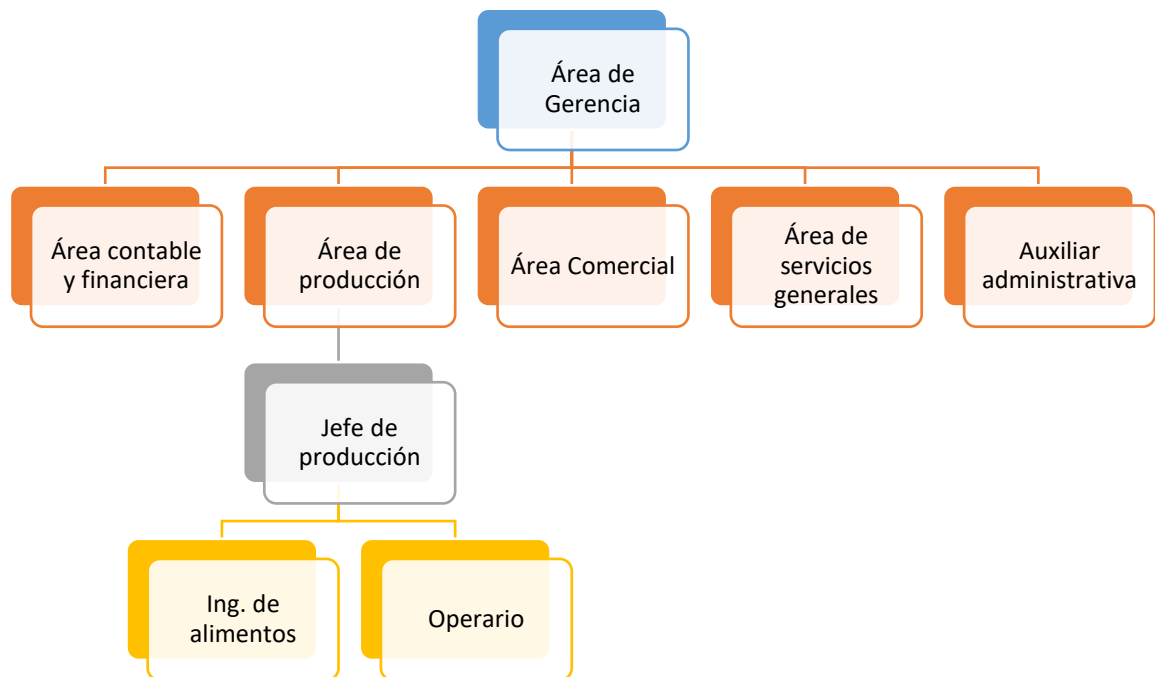 Área de
Gerencia
Área contable
y financiera
Área de
producción
Área Comercial
Área de
servicios
generales
Auxiliar
administrativa
Jefe de
producción
Ing. de
alimentos
Operario